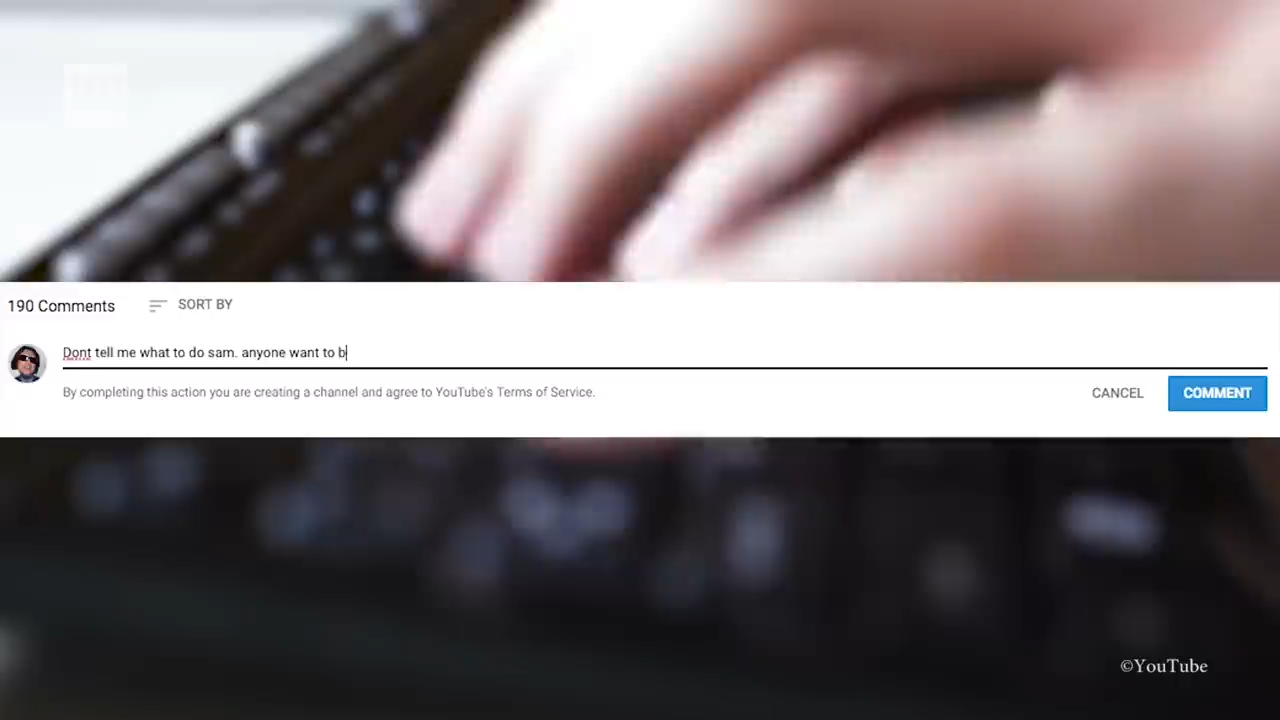 190 Comments
SORT BY
Dont tell me what to do sam. anyone want to b
By completing this action you are creating a channel and agree to YouTube's Terms of Service.
CANCEL
COMMENT
©YouTube